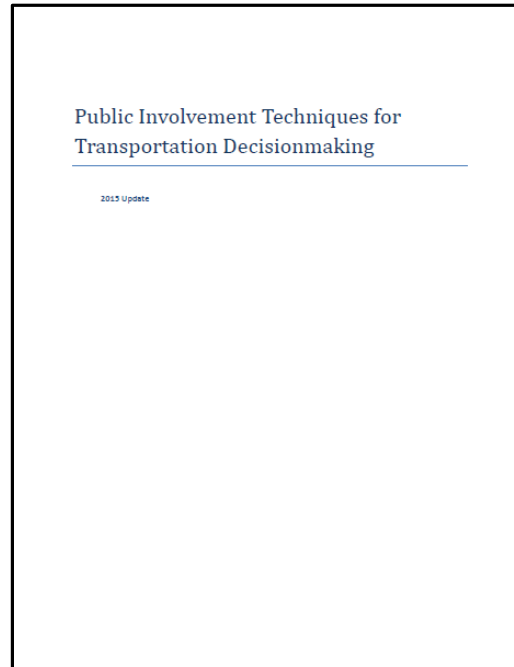 Public Involvement Techniques for
Transportation Decisionmaking
2015 Update